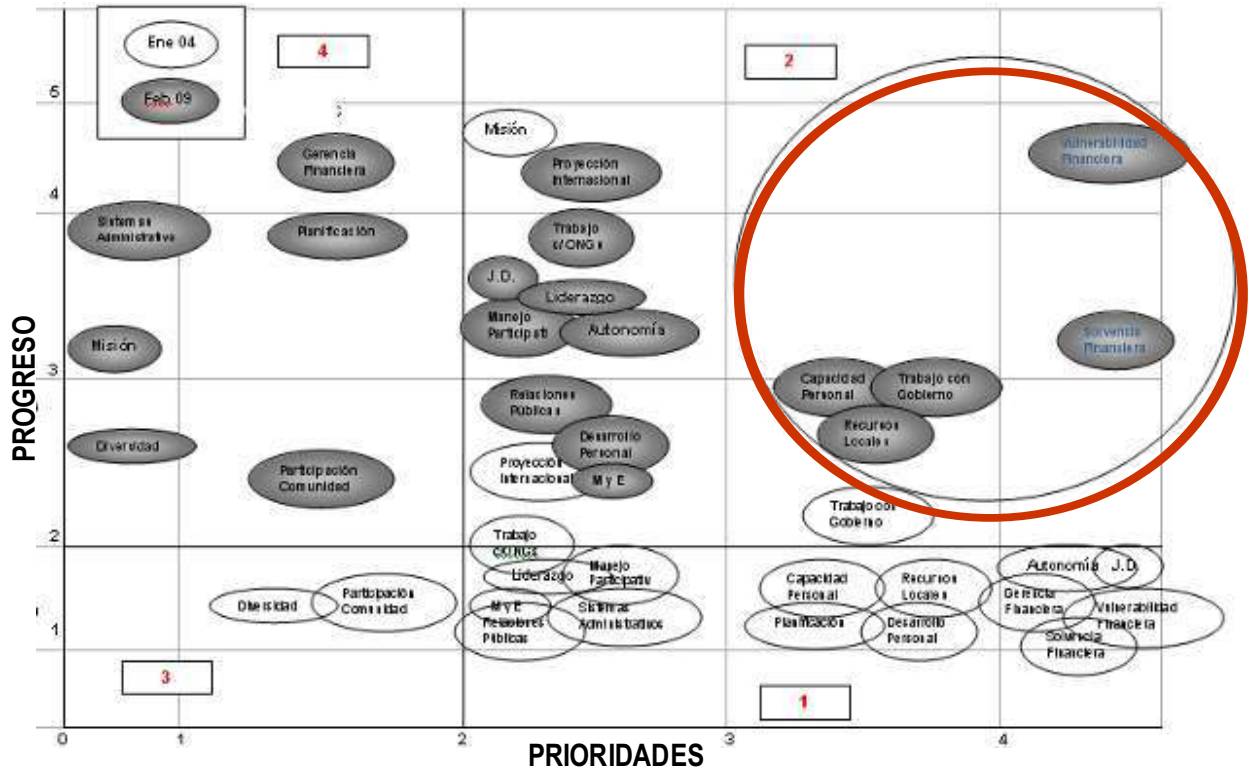 Ene 04
Feb 09
4
2
5
4
3
2
1
PROGRESO
Misión
Gerencia
Financiera
Proyección
Internacional
Vulnerabilidad
Financiera
Sistemas
Administrativo
Planificación
Trabajo
c/ONGs
J.D.
Liderazgo
Manejo
Participati
Autonomía
Misión
Solvencia
Financiera
Capacidad
Personal
Trabajo con
Gobierno
Relaciones
Públicas
Recursos
Locales
Diversidad
Desarrollo
Personal
Participación
Comunidad
Proyección
Internacional
M y E
Trabajo con
Gobierno
Trabajo
Liderazgo
Manejo
Participativ
Capacidad
Personal
Recursos
Locales
Autonomía
J.D.
Diversidad
Participación
Comunidad
M y E
Relaciones
Públicas
Sistemas
Administrativos
Planificación
Desarrollo
Personal
Gerencia
Financiera
Vulnerabilidad
Financiera
Solvencia
Financiera
3
1
0
1
2
3
4
PRIORIDADES